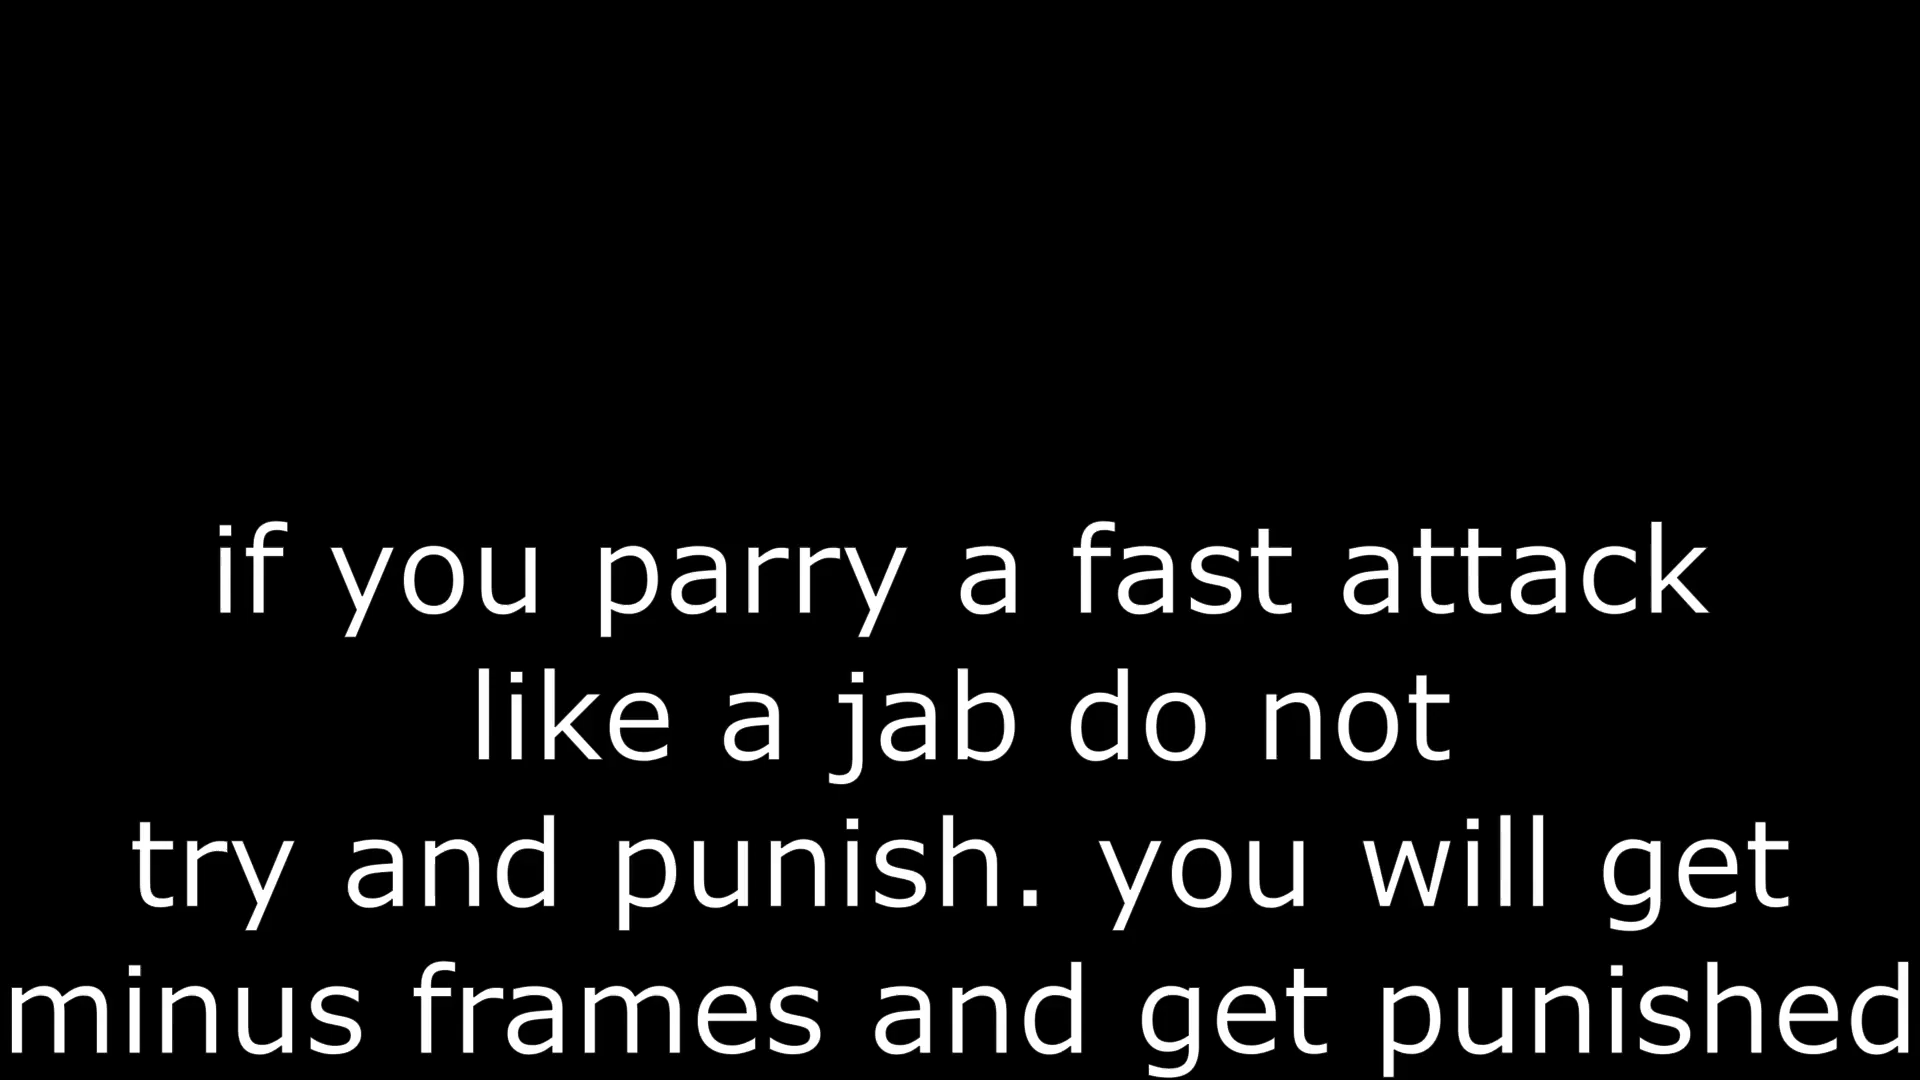 if you parry a fast attack
like a jab do not
try and punish. you will get
minus frames and get punished